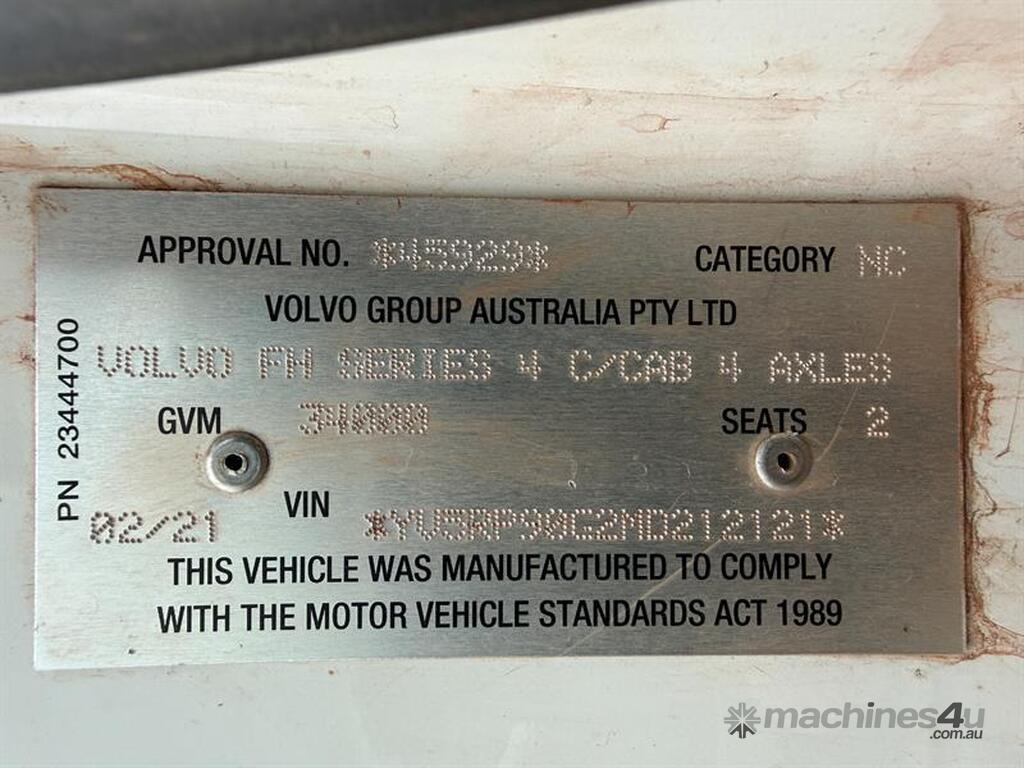 APPROVAL NO. *45929* CATEGORY NC
VOLVO GROUP AUSTRALIA PTY LTD
VOLVO FH SERIES 4 C/CAB 4 AXLES
GVM 34000 SEATS 2
VIN
02/21 *YV5RP90C2MD212121*
THIS VEHICLE WAS MANUFACTURED TO COMPLY
WITH THE MOTOR VEHICLE STANDARDS ACT 1989
PN 23444700
machines4u
.com.au